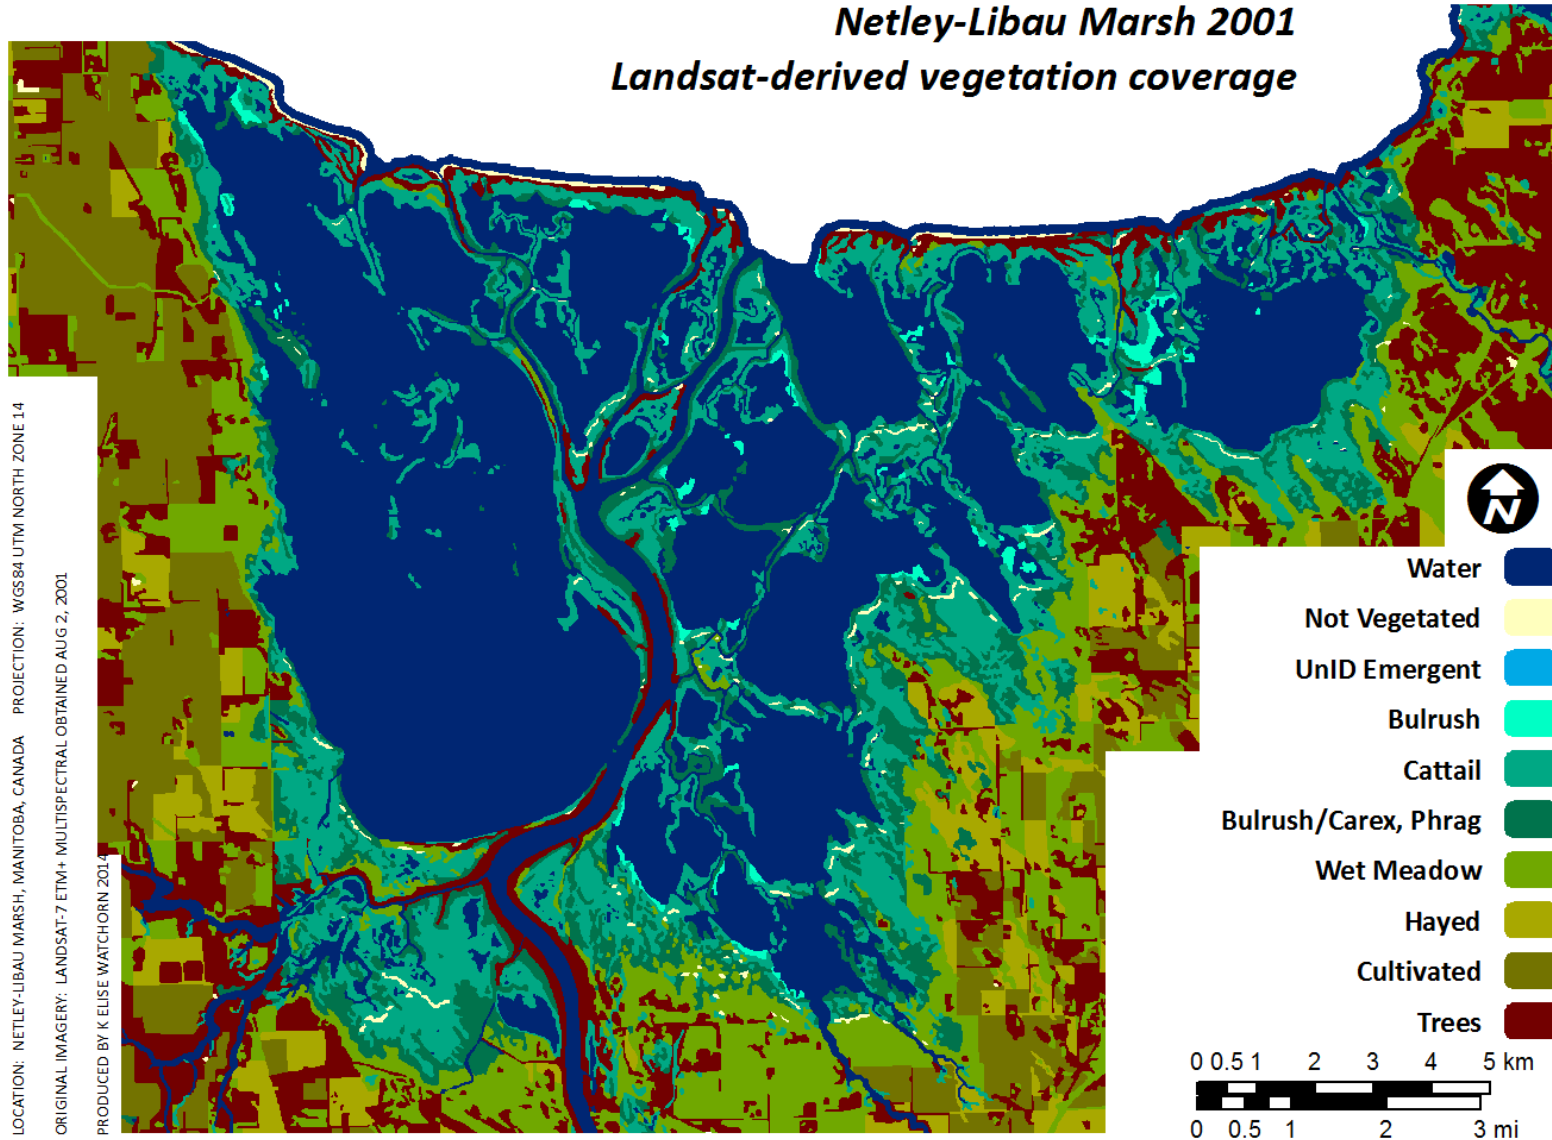 Netley-Libau Marsh 2001
Landsat-derived vegetation coverage
LOCATION: NETLEY-LIBAU MARSH, MANITOBA, CANADA PROJECTION: WGS84 UTM NORTH ZONE 14
ORIGINAL IMAGERY: LANDSAT-7 ETM+ MULTISPECTRAL OBTAINED AUG 2, 2001
PRODUCED BY K ELISE WATCHORN 2014
N
Water
Not Vegetated
UnID Emergent
Bulrush
Cattail
Bulrush/Carex, Phrag
Wet Meadow
Hayed
Cultivated
Trees
0 0.5 1 2 3 4 5 km
0 0.5 1 2 3 mi